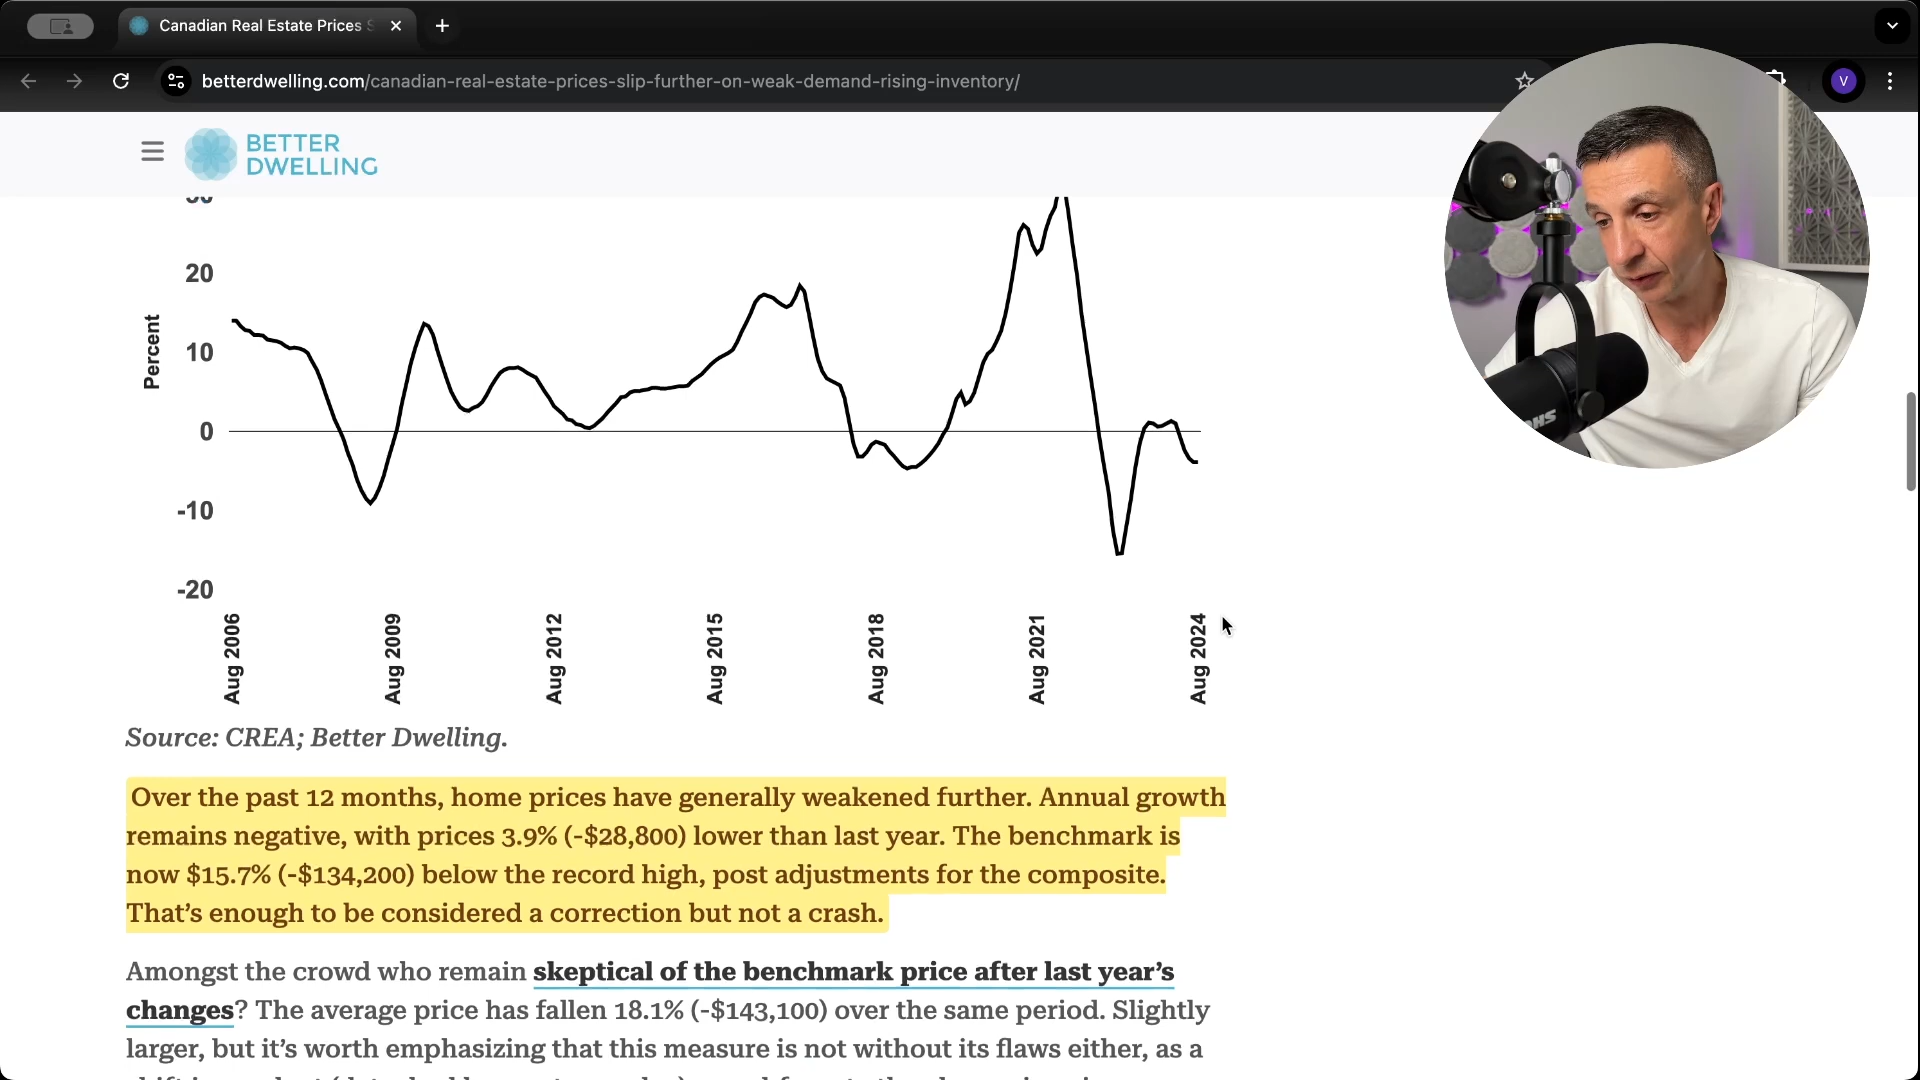 Canadian Real Estate Prices
betterdwelling.com/canadian-real-estate-prices-slip-further-on-weak-demand-rising-inventory/
V
BETTER
DWELLING
20
10
0
-10
-20
Percent
Aug 2006
Aug 2009
Aug 2012
Aug 2015
Aug 2018
Aug 2021
Aug 2024
Source: CREA; Better Dwelling.
Over the past 12 months, home prices have generally weakened further. Annual growth
remains negative, with prices 3.9% (-$28,800) lower than last year. The benchmark is
now $15.7% (-$134,200) below the record high, post adjustments for the composite.
That's enough to be considered a correction but not a crash.
Amongst the crowd who remain skeptical of the benchmark price after last year's
changes? The average price has fallen 18.1% (-$143,100) over the same period. Slightly
larger, but it's worth emphasizing that this measure is not without its flaws either, as a